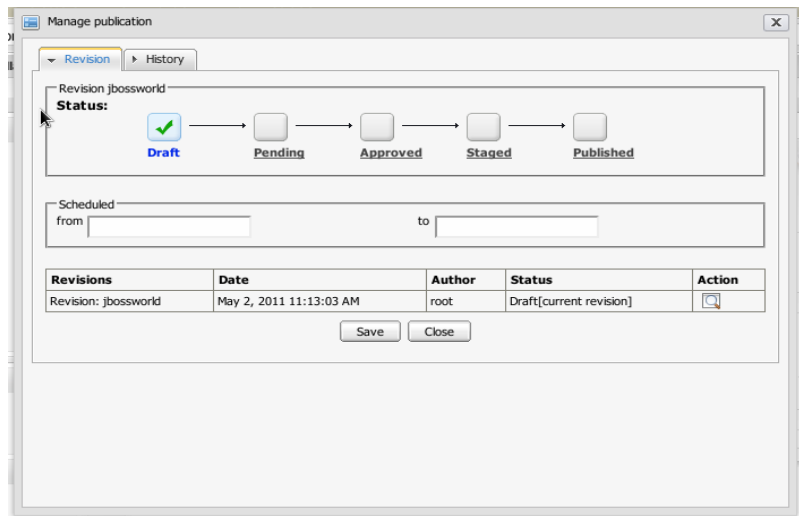 Manage publication
x
Revision History
Revision jbossworld
Status:
Draft Pending Approved Staged Published
Scheduled
from to
Revisions Date Author Status Action
Revision: jbossworld May 2, 2011 11:13:03 AM root Draft[current revision]
Save Close